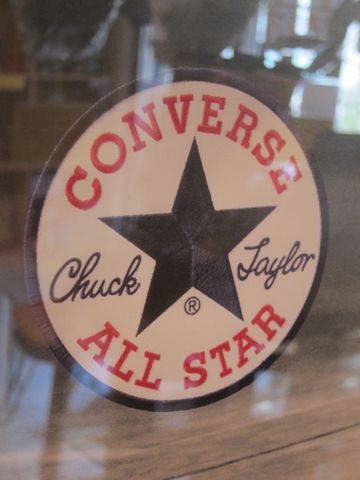 CONVERSE
Chuck Taylor
®
ALL STAR